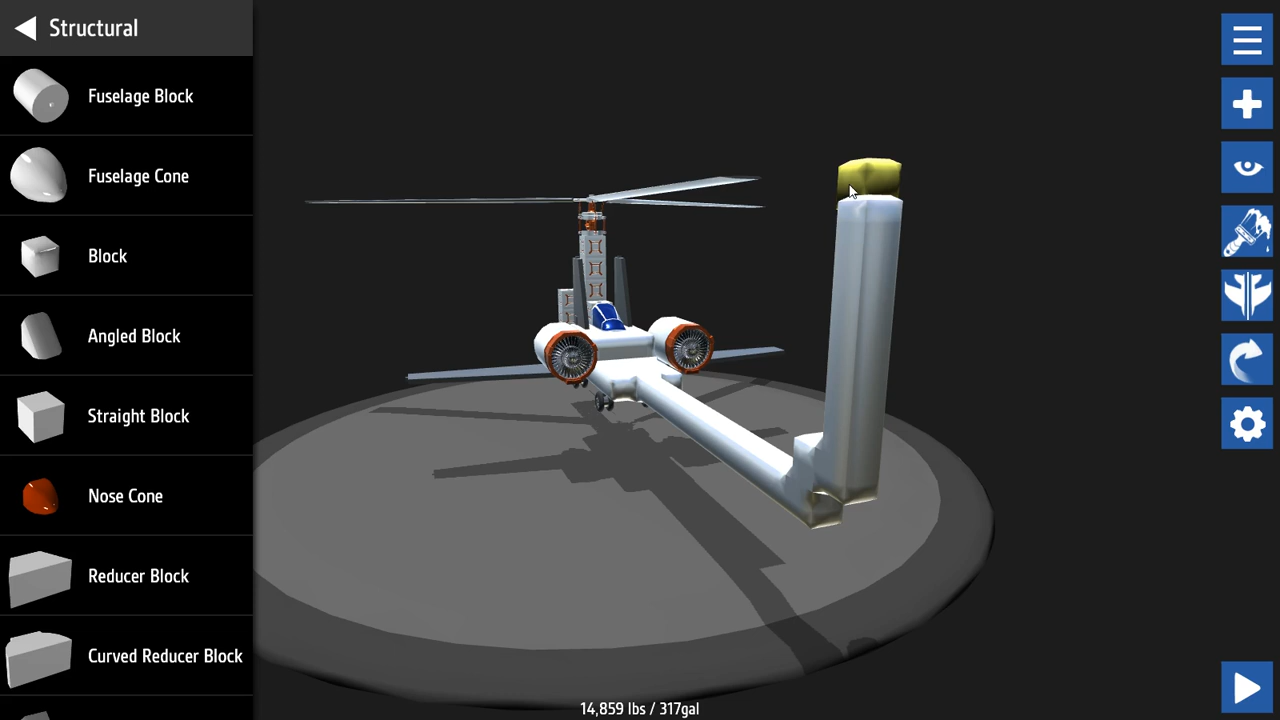 Structural
Fuselage Block
Fuselage Cone
Block
Angled Block
Straight Block
Nose Cone
Reducer Block
Curved Reducer Block
14,859 lbs / 317gal